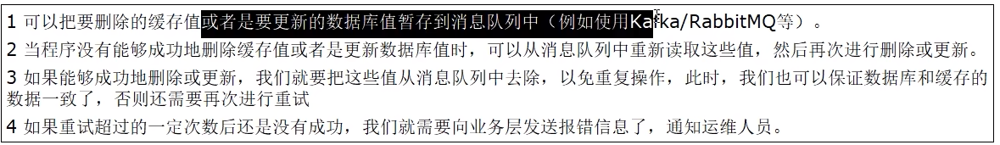 1 可以把要删除的缓存值或者是要更新的数据库值暂存到消息队列中（例如使用Kafka/RabbitMQ等）。
2 当程序没有能够成功地删除缓存值或者是更新数据库值时，可以从消息队列中重新读取这些值，然后再次进行删除或更新。
3 如果能够成功地删除或更新，我们就要把这些值从消息队列中去除，以免重复操作，此时，我们也可以保证数据库和缓存的
数据一致了，否则还需要再次进行重试
4 如果重试超过的一定次数后还是没有成功，我们就需要向业务层发送报错信息了，通知运维人员。